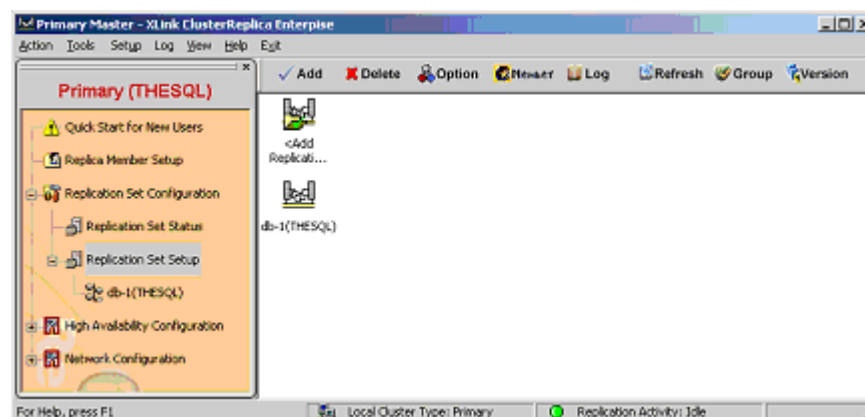 Primary Master - XLink ClusterReplica Enterpise
Action Tools Setup Log View Help Exit
Primary (THESQL)
Quick Start for New Users
Replica Member Setup
Replication Set Configuration
Replication Set Status
Replication Set Setup
db-1(THESQL)
High Availability Configuration
Network Configuration
Add Delete Option Member Log Refresh Group Version
<Add
Replicati...
db-1(THESQL)
For Help, press F1 Local Cluster Type: Primary Replication Activity: Idle